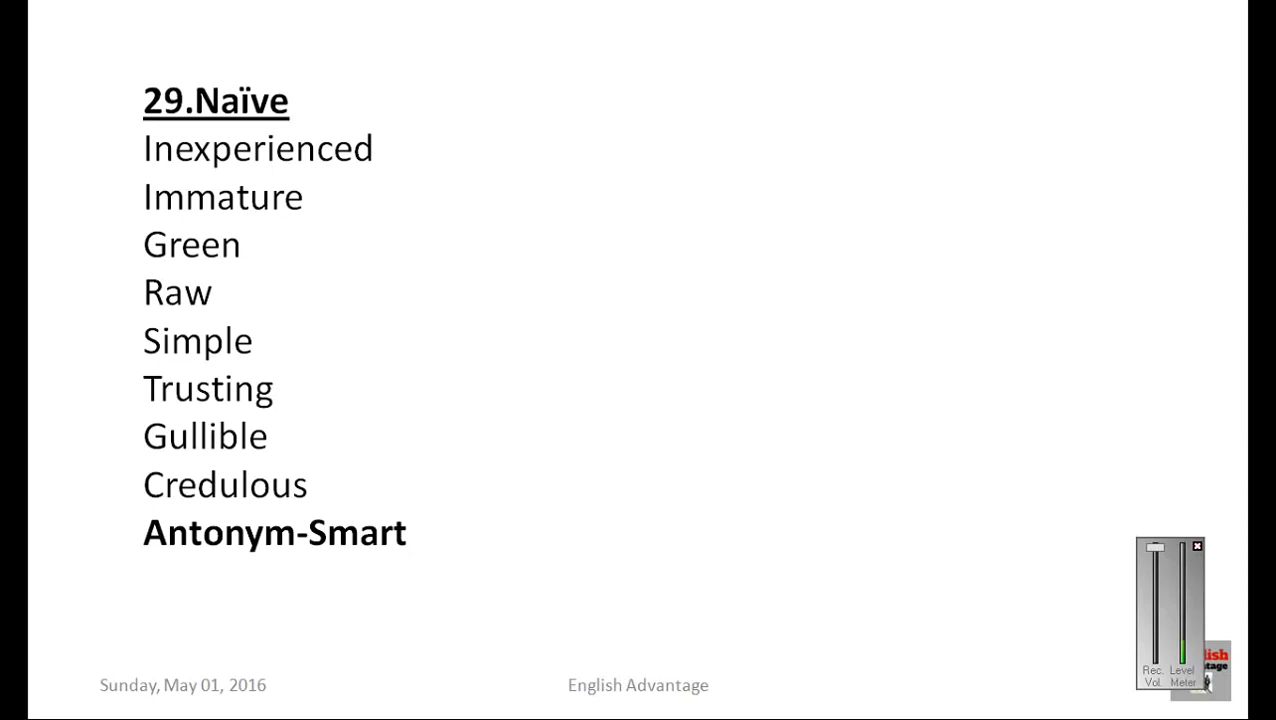 29.Naïve
Inexperienced
Immature
Green
Raw
Simple
Trusting
Gullible
Credulous
Antonym-Smart
Rec. Level
Vol. Meter
Sunday, May 01, 2016
English Advantage